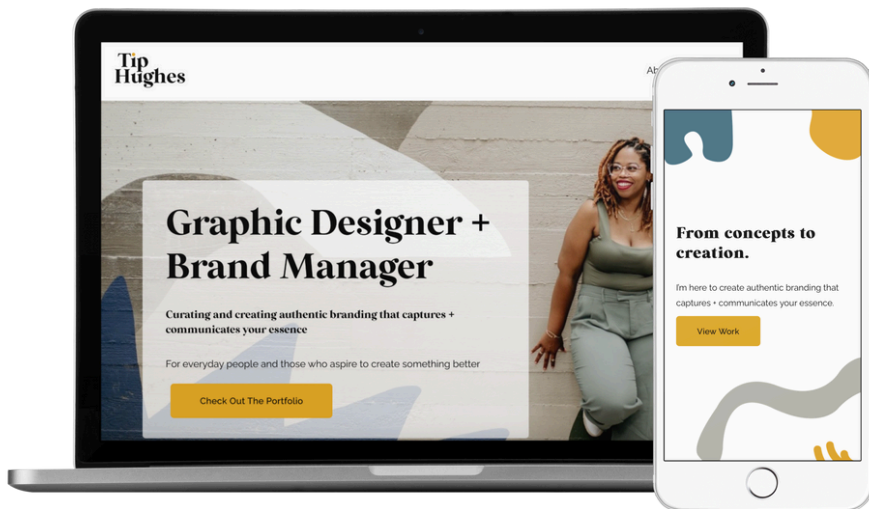 Tip
Hughes
Graphic Designer +
Brand Manager
Curating and creating authentic branding that captures +
communicates your essence
For everyday people and those who aspire to create something better
Check Out The Portfolio
From concepts to
creation.
I'm here to create authentic branding that
captures + communicates your essence.
View Work